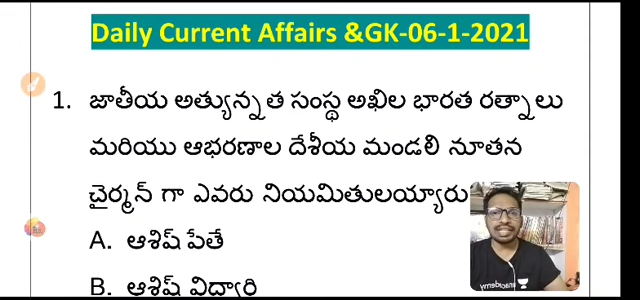 Daily Current Affairs &GK-06-1-2021
1. జాతీయ అత్యున్నత సంస్థ అఖిల భారత రత్నాలు
మరియు ఆభరణాల దేశీయ మండలి నూతన
చైర్మన్ గా ఎవరు నియమితులయ్యారు
A. ఆశిష్ పేతే
B. ఆశిష్ విద్యార్థి
unacademy